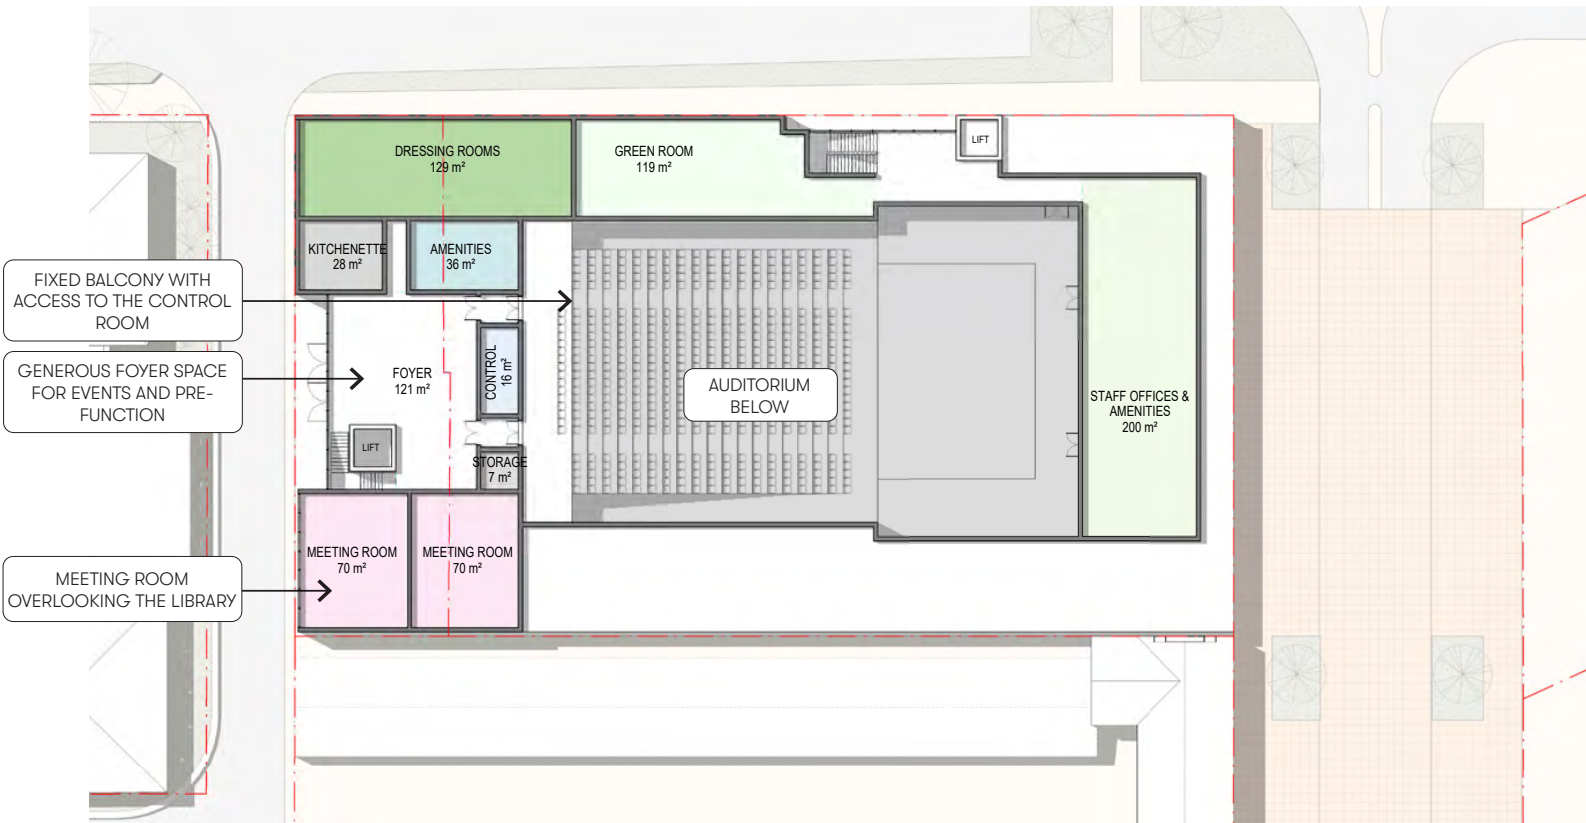 DRESSING ROOMS
129 m²
GREEN ROOM
119 m²
LIFT
KITCHENETTE
28 m²
AMENITIES
36 m²
FIXED BALCONY WITH
ACCESS TO THE CONTROL
ROOM
GENEROUS FOYER SPACE
FOR EVENTS AND PRE-
FUNCTION
FOYER
121 m²
CONTROL
16 m²
AUDITORIUM
BELOW
STAFF OFFICES &
AMENITIES
200 m²
LIFT
STORAGE
7 m²
MEETING ROOM
70 m²
MEETING ROOM
70 m²
MEETING ROOM
OVERLOOKING THE LIBRARY